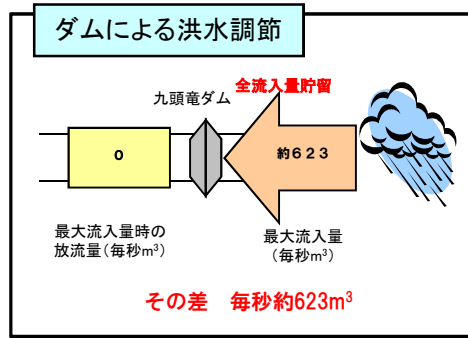 ダムによる洪水調節
全流入量貯留
九頭竜ダム
0
約623
最大流入量時の
放流量(毎秒m³)
最大流入量
(毎秒m³)
その差 毎秒約623m³